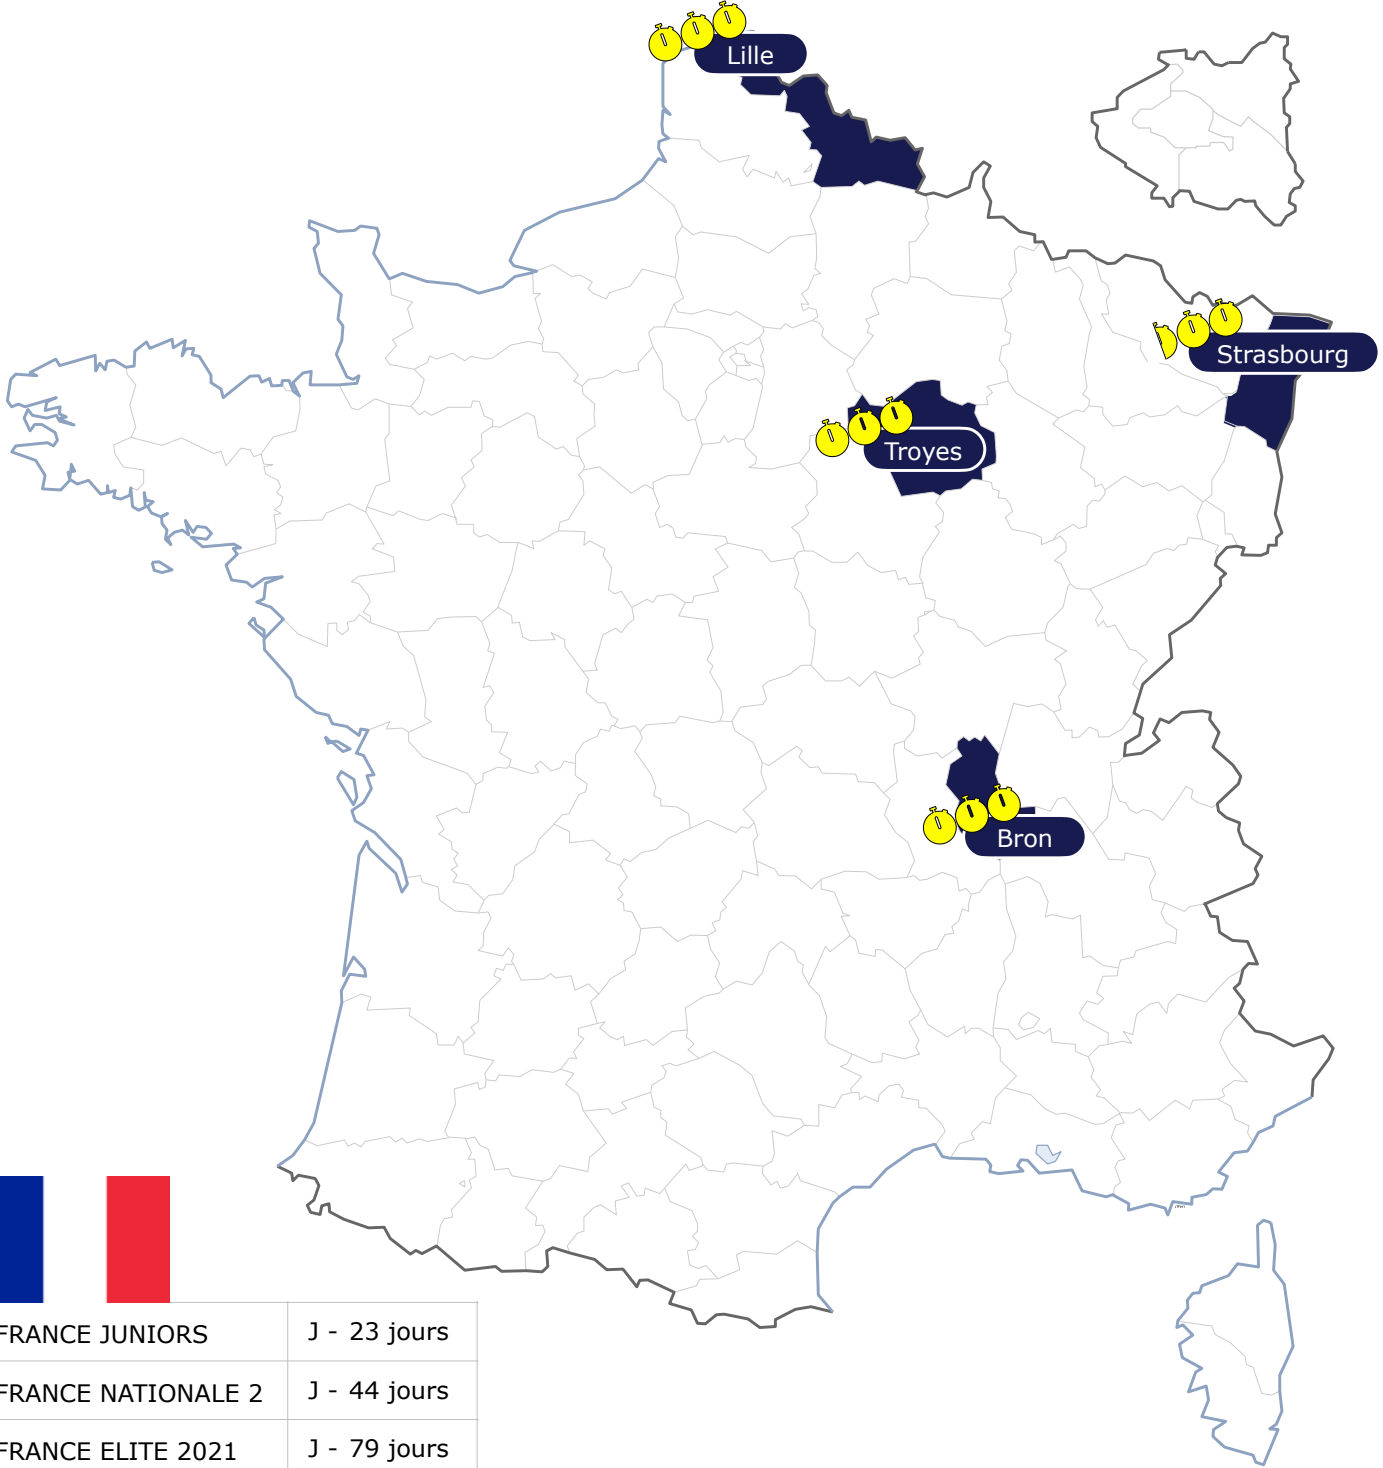 Lille
Strasbourg
Troyes
Bron
FRANCE JUNIORS J - 23 jours
FRANCE NATIONALE 2 J - 44 jours
FRANCE ELITE 2021 J - 79 jours